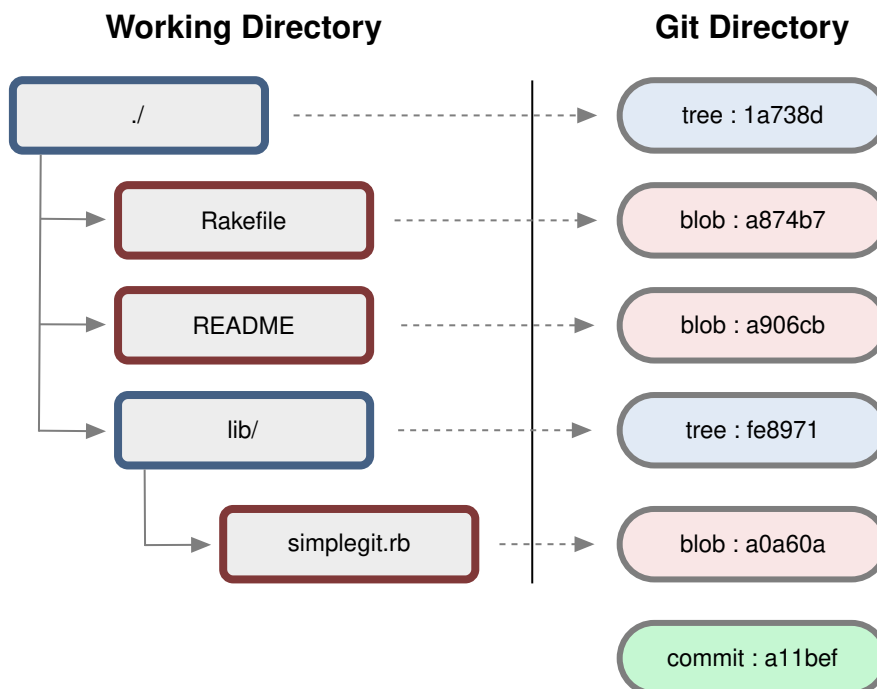 Working Directory
Git Directory
./
tree : 1a738d
Rakefile
blob : a874b7
README
blob : a906cb
lib/
tree : fe8971
simplegit.rb
blob : a0a60a
commit : a11bef